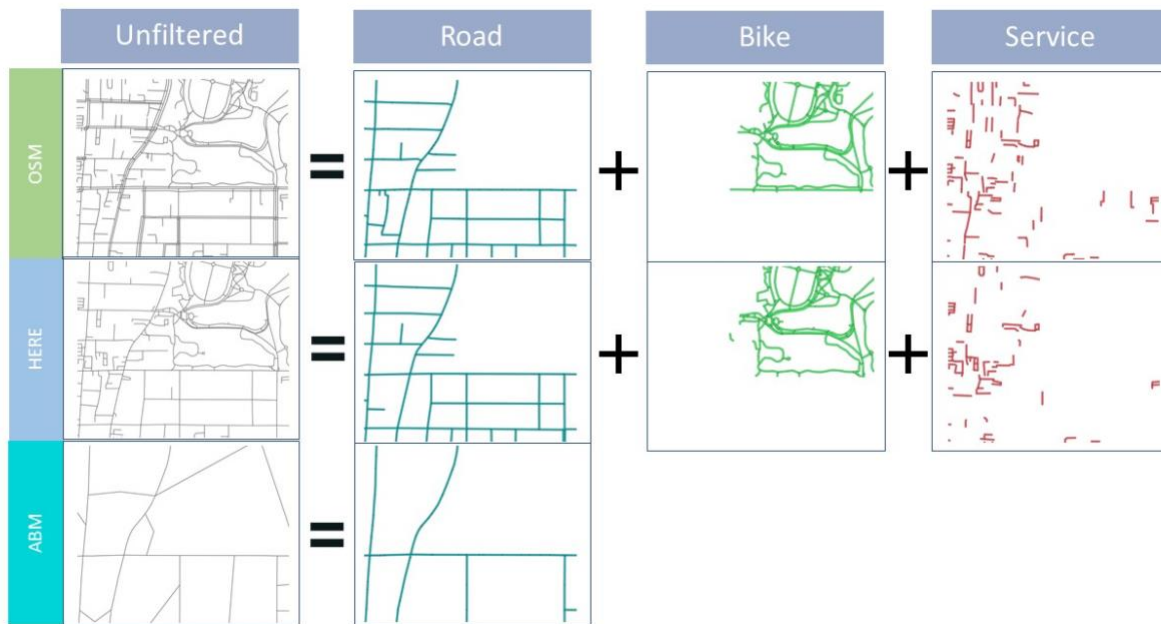 Unfiltered
Road
Bike
Service
OSM
=
+
+
HERE
=
+
+
ABM
=